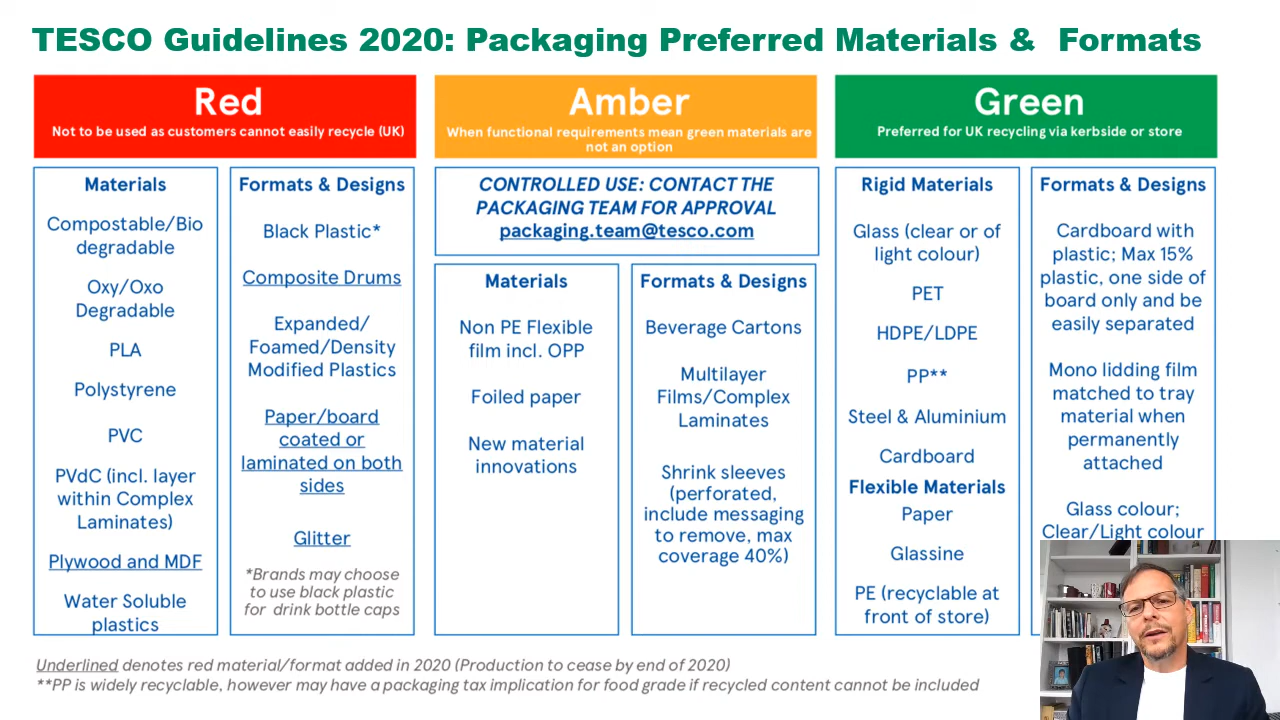 TESCO Guidelines 2020: Packaging Preferred Materials &  Formats
Red
Not to be used as customers cannot easily recycle (UK)
Materials
Compostable/Bio
degradable
Oxy/Oxo
Degradable
PLA
Polystyrene
PVC
PVdC (incl. layer
within Complex
Laminates)
Plywood and MDF
Water Soluble
plastics
Formats & Designs
Black Plastic*
Composite Drums
Expanded/
Foamed/Density
Modified Plastics
Paper/board
coated or
laminated on both
sides
Glitter
*Brands may choose
to use black plastic
for drink bottle caps
Amber
When functional requirements mean green materials are
not an option
CONTROLLED USE: CONTACT THE
PACKAGING TEAM FOR APPROVAL
packaging.team@tesco.com
Materials
Non PE Flexible
film incl. OPP
Foiled paper
New material
innovations
Formats & Designs
Beverage Cartons
Multilayer
Films/Complex
Laminates
Shrink sleeves
(perforated,
include messaging
to remove, max
coverage 40%)
Green
Preferred for UK recycling via kerbside or store
Rigid Materials
Glass (clear or of
light colour)
PET
HDPE/LDPE
PP**
Steel & Aluminium
Cardboard
Flexible Materials
Paper
Glassine
PE (recyclable at
front of store)
Formats & Designs
Cardboard with
plastic; Max 15%
plastic, one side of
board only and be
easily separated
Mono lidding film
matched to tray
material when
permanently
attached
Glass colour;
Clear/Light colour
Underlined denotes red material/format added in 2020 (Production to cease by end of 2020)
**PP is widely recyclable, however may have a packaging tax implication for food grade if recycled content cannot be included